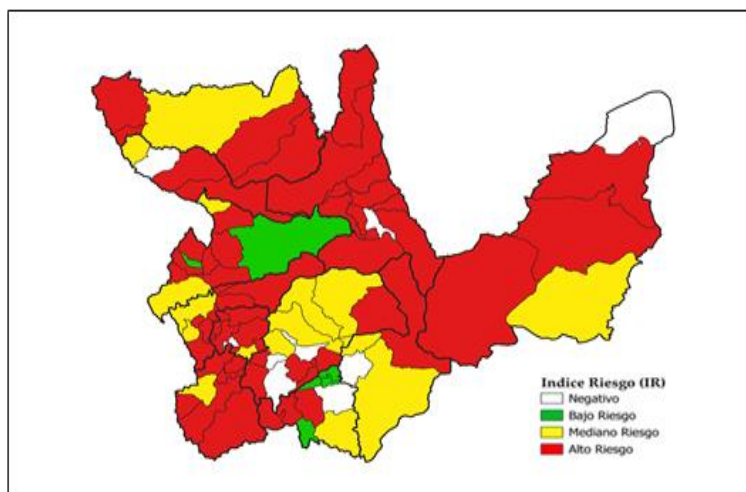 Indice Riesgo (IR)
Negativo
Bajo Riesgo
Mediano Riesgo
Alto Riesgo